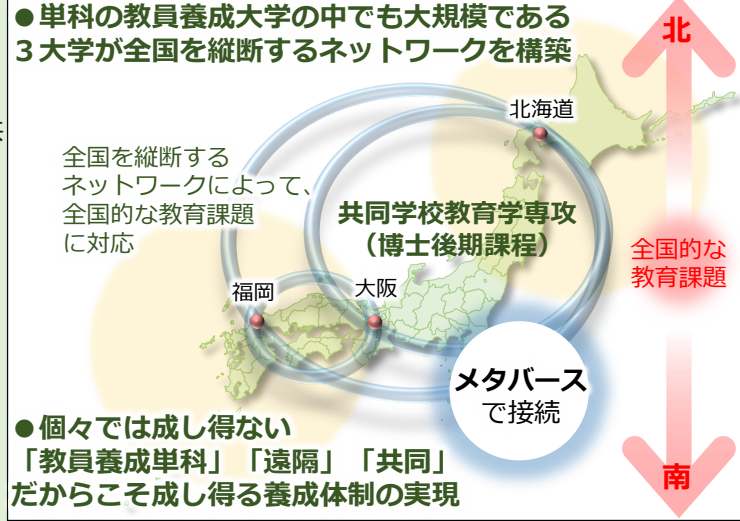 ●単科の教員養成大学の中でも大規模である
３大学が全国を縦断するネットワークを構築
北
北海道
全国を縦断する
ネットワークによって、
全国的な教育課題
に対応
共同学校教育学専攻
（博士後期課程）
全国的な
教育課題
福岡
大阪
メタバース
で接続
●個々では成し得ない
「教員養成単科」「遠隔」「共同」
だからこそ成し得る養成体制の実現
南